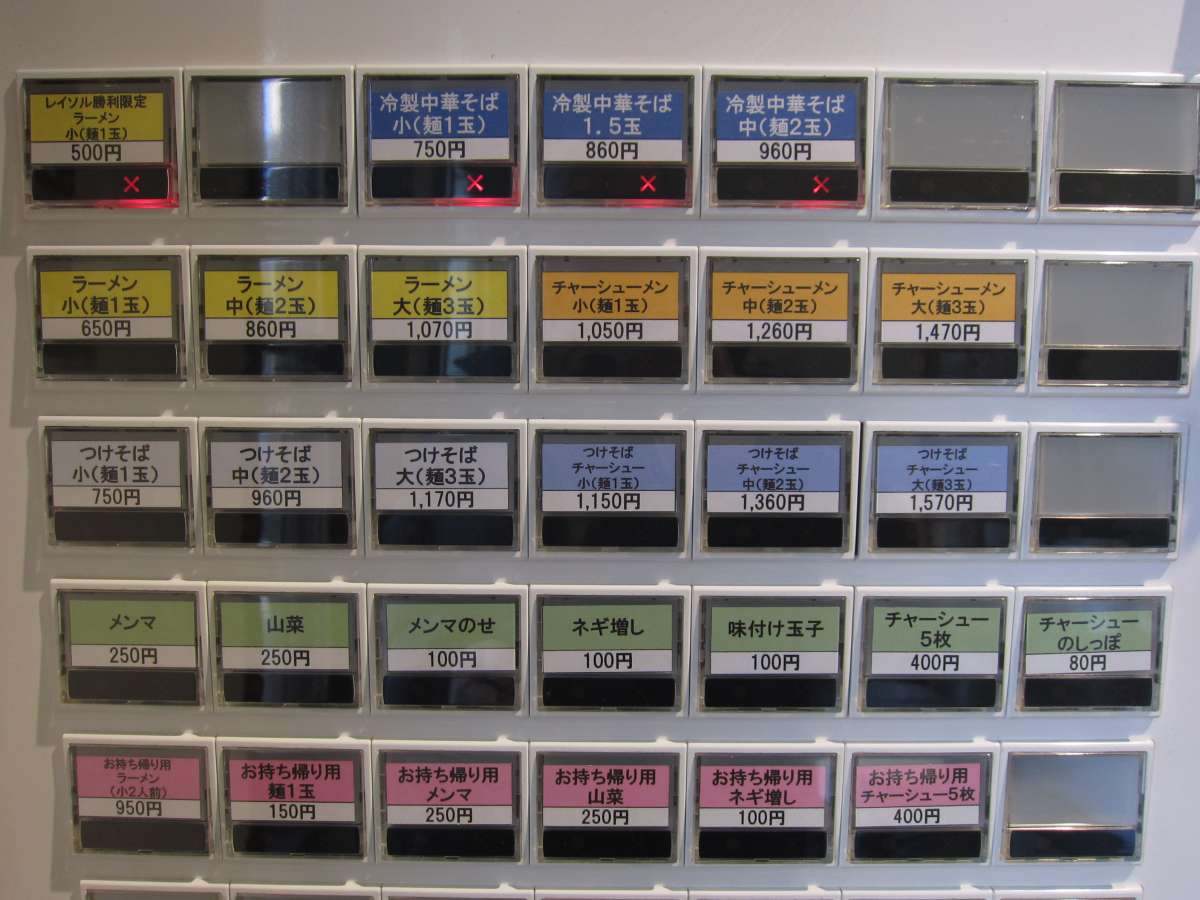 レイソル勝利限定
ラーメン
小(麺1玉)
500円
×
冷製中華そば
小(麺1玉)
750円
×
冷製中華そば
1.5玉
860円
×
冷製中華そば
中(麺2玉)
960円
×
ラーメン
小(麺1玉)
650円
ラーメン
中(麺2玉)
860円
ラーメン
大(麺3玉)
1,070円
チャーシューメン
小(麺1玉)
1,050円
チャーシューメン
中(麺2玉)
1,260円
チャーシューメン
大(麺3玉)
1,470円
つけそば
小(麺1玉)
750円
つけそば
中(麺2玉)
960円
つけそば
大(麺3玉)
1,170円
つけそば
チャーシュー
小(麺1玉)
1,150円
つけそば
チャーシュー
中(麺2玉)
1,360円
つけそば
チャーシュー
大(麺3玉)
1,570円
メンマ
250円
山菜
250円
メンマのせ
100円
ネギ増し
100円
味付け玉子
100円
チャーシュー
5枚
400円
チャーシュー
のしっぽ
80円
お持ち帰り用
ラーメン
(小2人前)
950円
お持ち帰り用
麺1玉
150円
お持ち帰り用
メンマ
250円
お持ち帰り用
山菜
250円
お持ち帰り用
ネギ増し
100円
お持ち帰り用
チャーシュー5枚
400円